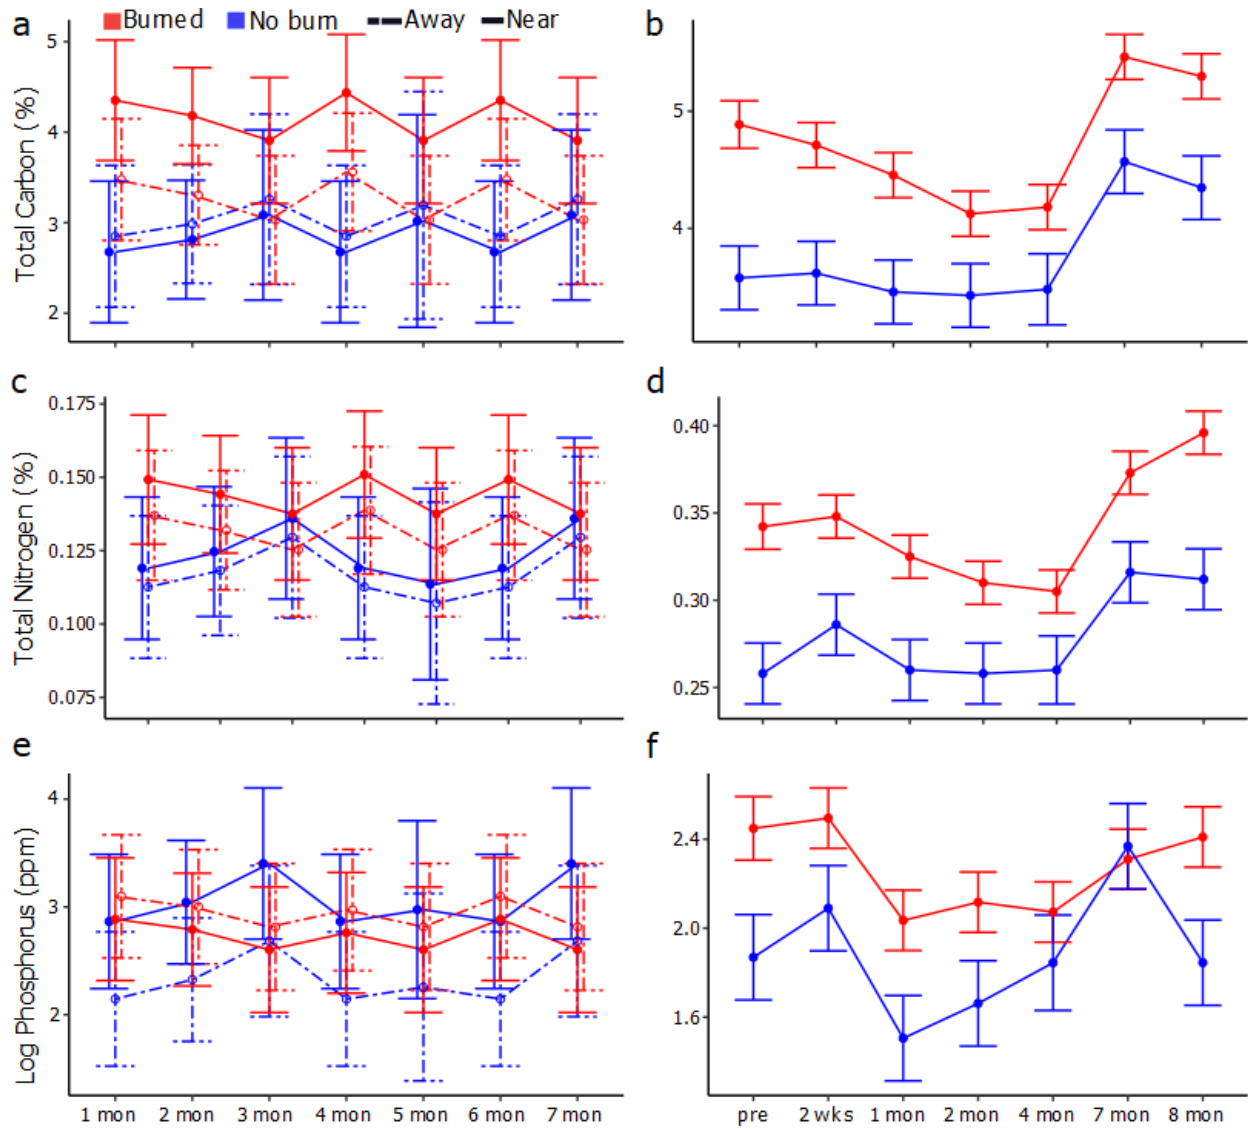 a
Burned
No burn
Away
Near
b
Total Carbon (%)
5
4
3
2
5
4
c
d
Total Nitrogen (%)
0.175
0.150
0.125
0.100
0.075
0.40
0.35
0.30
0.25
e
f
Log Phosphorus (ppm)
4
3
2
2.4
2.0
1.6
1 mon 2 mon 3 mon 4 mon 5 mon 6 mon 7 mon
pre 2 wks 1 mon 2 mon 4 mon 7 mon 8 mon